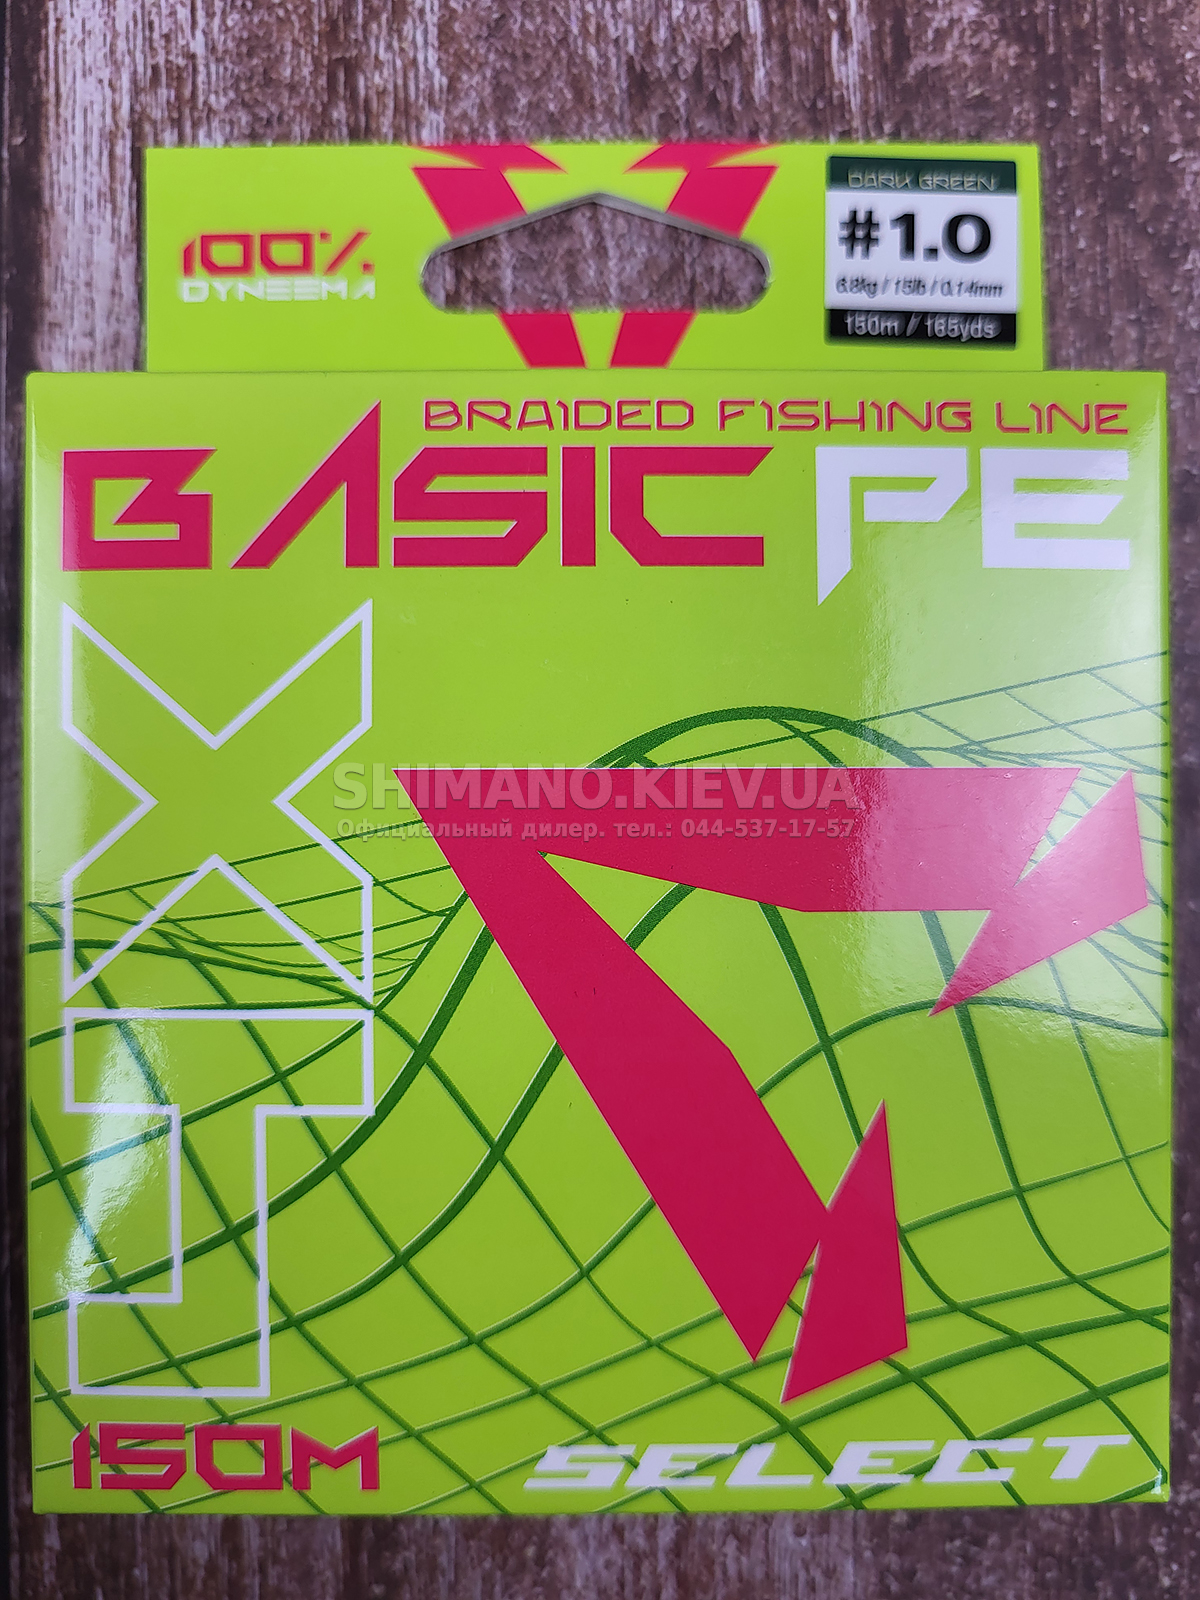 100%
DYNEEMA
DARK GREEN
#1.0
6.8kg / 15lb / 0.14mm
150m / 165yds
BRAIDED FISHING LINE
BASIC PE
X
SHIMANO.KIEV.UA
Официальный дилер. тел.: 044-537-17-57
150M
SELECT